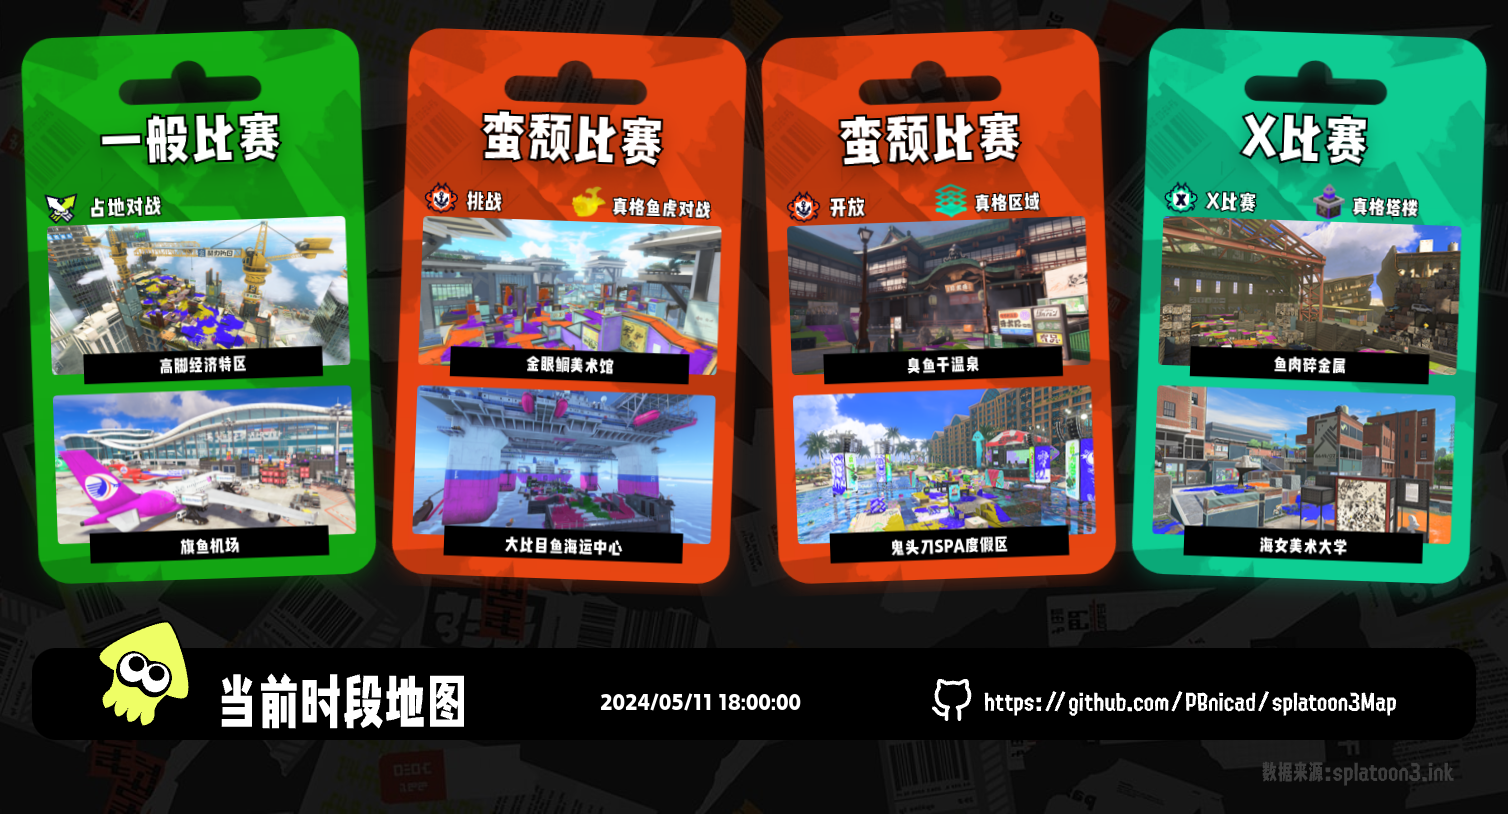 一般比赛
占地对战
高脚经济特区
旗鱼机场
蛮颓比赛
挑战
真格鱼虎对战
金眼鲷美术馆
大比目鱼海运中心
蛮颓比赛
开放
真格区域
臭鱼干温泉
鬼头刀SPA度假区
X比赛
X比赛
真格塔楼
鱼肉碎金属
海女美术大学
当前时段地图
2024/05/11 18:00:00
https://github.com/PBnicad/splatoon3Map
数据来源:splatoon3.ink